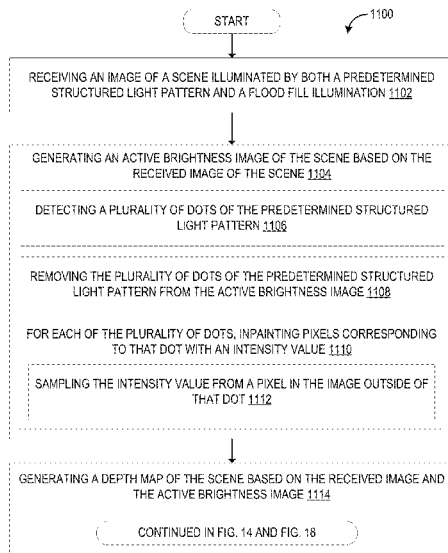 START
1100
RECEIVING AN IMAGE OF A SCENE ILLUMINATED BY BOTH A PREDETERMINED
STRUCTURED LIGHT PATTERN AND A FLOOD FILL ILLUMINATION 1102
GENERATING AN ACTIVE BRIGHTNESS IMAGE OF THE SCENE BASED ON THE
RECEIVED IMAGE OF THE SCENE 1104
DETECTING A PLURALITY OF DOTS OF THE PREDETERMINED STRUCTURED
LIGHT PATTERN 1106
REMOVING THE PLURALITY OF DOTS OF THE PREDETERMINED STRUCTURED
LIGHT PATTERN FROM THE ACTIVE BRIGHTNESS IMAGE 1108
FOR EACH OF THE PLURALITY OF DOTS, INPAINTING PIXELS CORRESPONDING
TO THAT DOT WITH AN INTENSITY VALUE 1110
SAMPLING THE INTENSITY VALUE FROM A PIXEL IN THE IMAGE OUTSIDE OF
THAT DOT 1112
GENERATING A DEPTH MAP OF THE SCENE BASED ON THE RECEIVED IMAGE AND
THE ACTIVE BRIGHTNESS IMAGE 1114
CONTINUED IN FIG. 14 AND FIG. 18